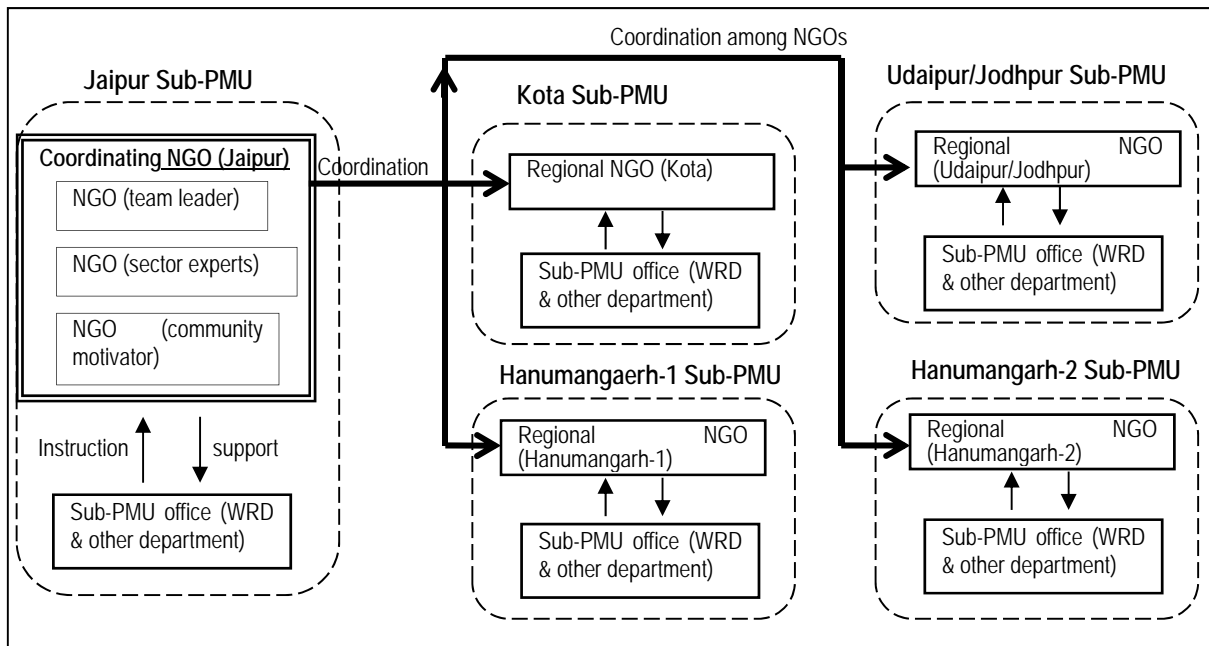 Coordination among NGOs
Jaipur Sub-PMU
Coordinating NGO (Jaipur)
NGO (team leader)
NGO (sector experts)
NGO (community
motivator)
Instruction
support
Sub-PMU office (WRD
& other department)
Coordination
Kota Sub-PMU
Regional NGO (Kota)
Sub-PMU office (WRD
& other department)
Udaipur/Jodhpur Sub-PMU
Regional NGO
(Udaipur/Jodhpur)
Sub-PMU office (WRD
& other department)
Hanumangaerh-1 Sub-PMU
Regional NGO
(Hanumangarh-1)
Sub-PMU office (WRD
& other department)
Hanumangarh-2 Sub-PMU
Regional NGO
(Hanumangarh-2)
Sub-PMU office (WRD
& other department)